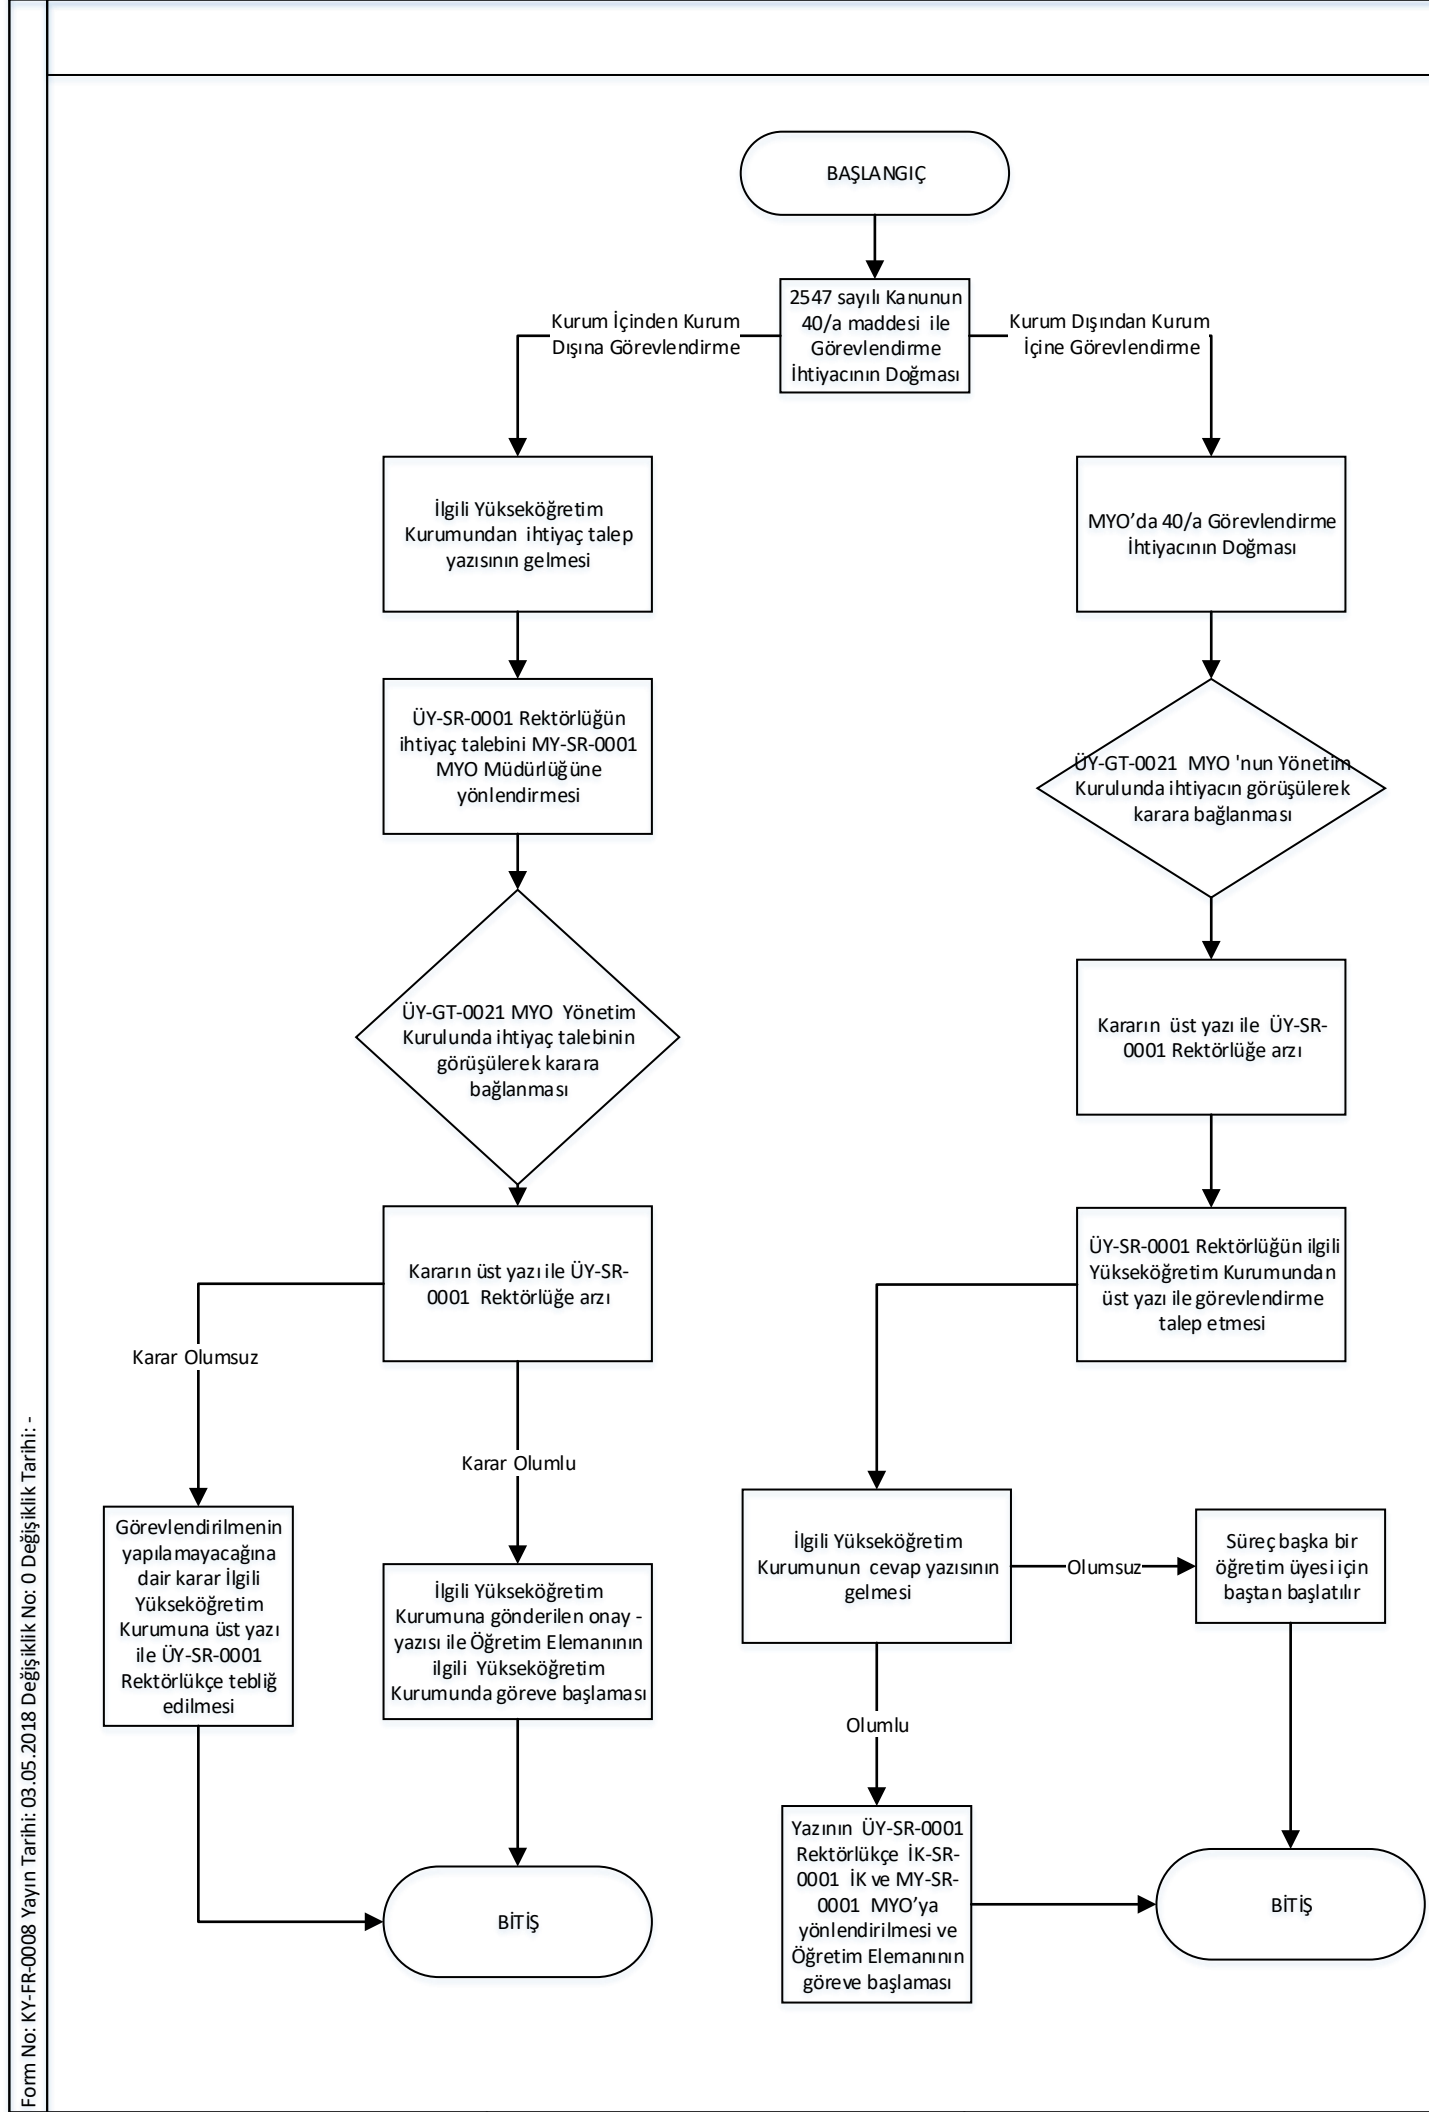 BAŞLANGIÇ
2547 sayılı Kanunun
40/a maddesi ile
Görevlendirme
İhtiyacının Doğması
Kurum İçinden Kurum
Dışına Görevlendirme
Kurum Dışından Kurum
İçine Görevlendirme
İlgili Yükseköğretim
Kurumundan ihtiyaç talep
yazısının gelmesi
MYO’da 40/a Görevlendirme
İhtiyacının Doğması
ÜY-SR-0001 Rektörlüğün
ihtiyaç talebini MY-SR-0001
MYO Müdürlüğüne
yönlendirmesi
ÜY-GT-0021 MYO 'nun Yönetim
Kurulunda ihtiyacın görüşülerek
karara bağlanması
ÜY-GT-0021 MYO Yönetim
Kurulunda ihtiyaç talebinin
görüşülerek karara
bağlanması
Kararın üst yazı ile ÜY-SR-
0001 Rektörlüğe arzı
Kararın üst yazı ile ÜY-SR-
0001 Rektörlüğe arzı
ÜY-SR-0001 Rektörlüğün ilgili
Yükseköğretim Kurumundan
üst yazı ile görevlendirme
talep etmesi
Karar Olumsuz
Karar Olumlu
Görevlendirilmenin
yapılamayacağına
dair karar İlgili
Yükseköğretim
Kurumuna üst yazı
ile ÜY-SR-0001
Rektörlükçe tebliğ
edilmesi
İlgili Yükseköğretim
Kurumuna gönderilen onay -
yazısı ile Öğretim Elemanının
ilgili Yükseköğretim
Kurumunda göreve başlaması
İlgili Yükseköğretim
Kurumunun cevap yazısının
gelmesi
Olumsuz
Süreç başka bir
öğretim üyesi için
baştan başlatılır
Olumlu
Yazının ÜY-SR-0001
Rektörlükçe İK-SR-
0001 İK ve MY-SR-
0001 MYO’ya
yönlendirilmesi ve
Öğretim Elemanının
göreve başlaması
BİTİŞ
BİTİŞ
Form No: KY-FR-0008 Yayın Tarihi: 03.05.2018 Değişiklik No: 0 Değişiklik Tarihi: -